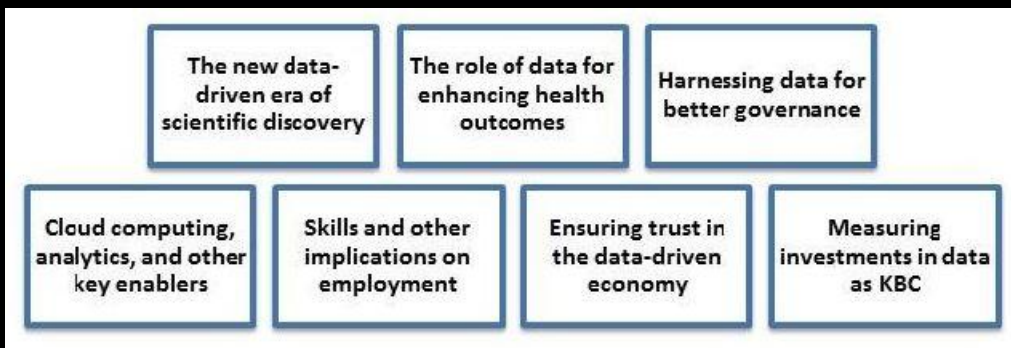 The new data-
driven era of
scientific discovery
The role of data for
enhancing health
outcomes
Harnessing data for
better governance
Cloud computing,
analytics, and other
key enablers
Skills and other
implications on
employment
Ensuring trust in
the data-driven
economy
Measuring
investments in data
as KBC